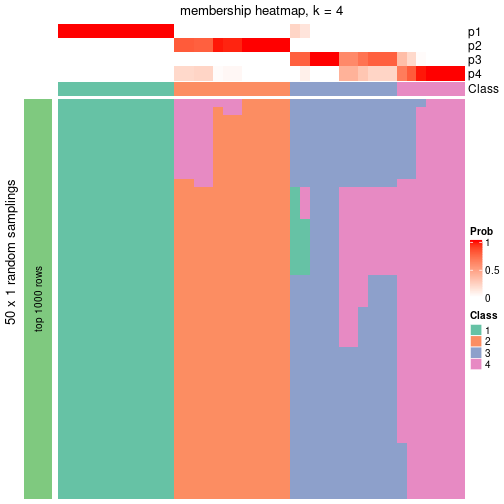 membership heatmap, k = 4
p1
p2
p3
p4
Class
50 x 1 random samplings
top 1000 rows
Prob
1
0.5
0
Class
1
2
3
4